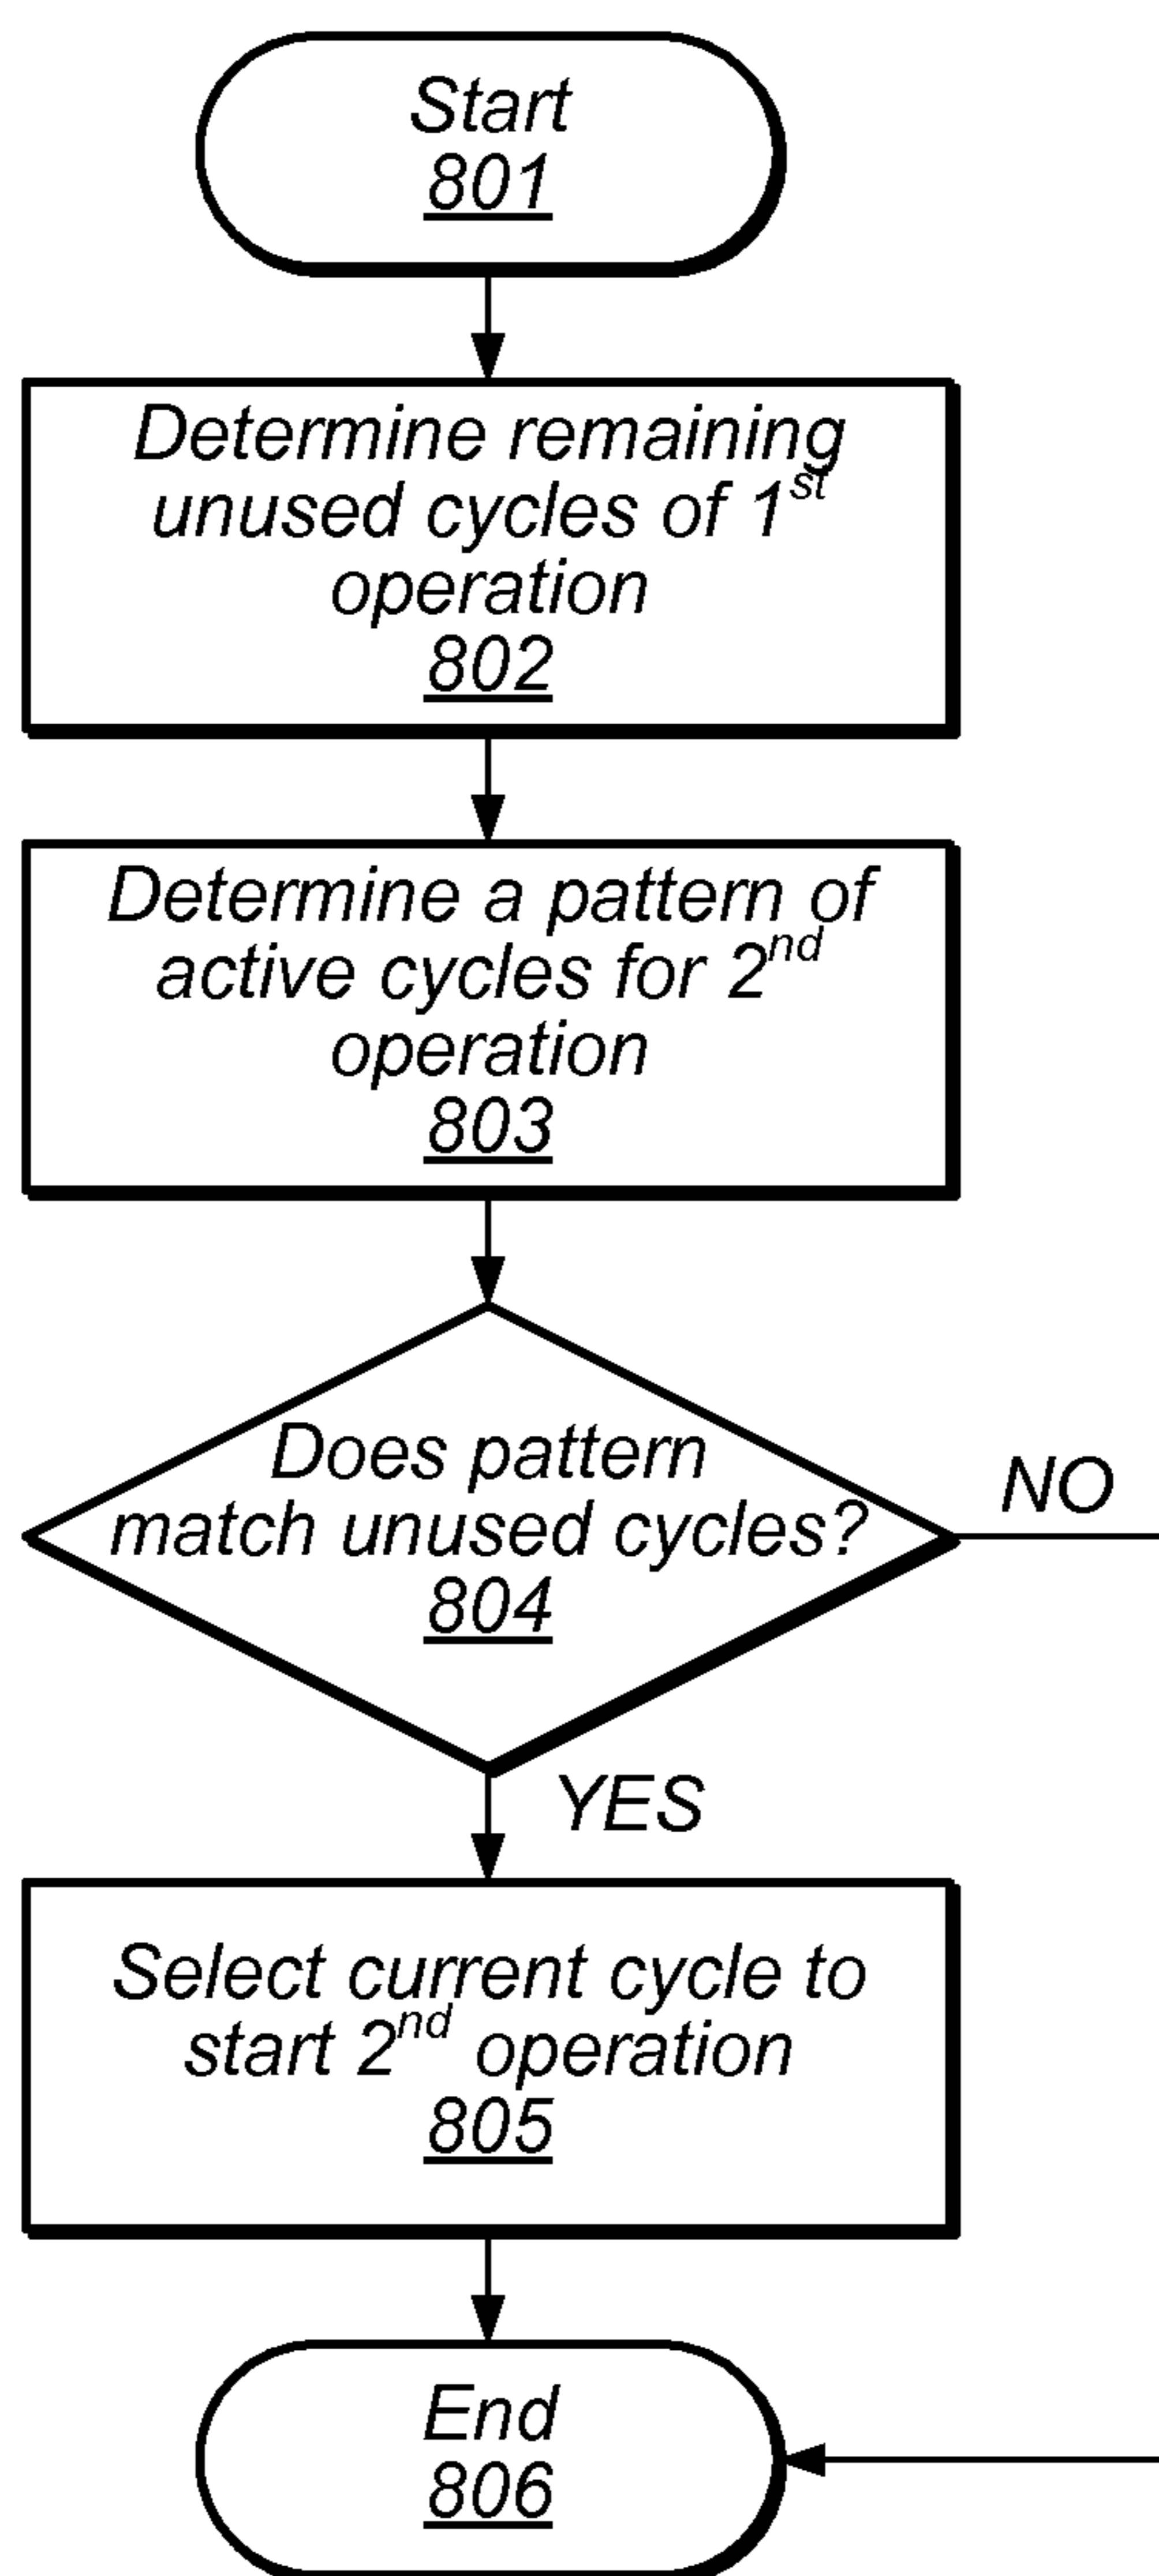 Start
801
Determine remaining
unused cycles of 1st
operation
802
Determine a pattern of
active cycles for 2nd
operation
803
Does pattern
match unused cycles?
804
NO
YES
Select current cycle to
start 2nd operation
805
End
806